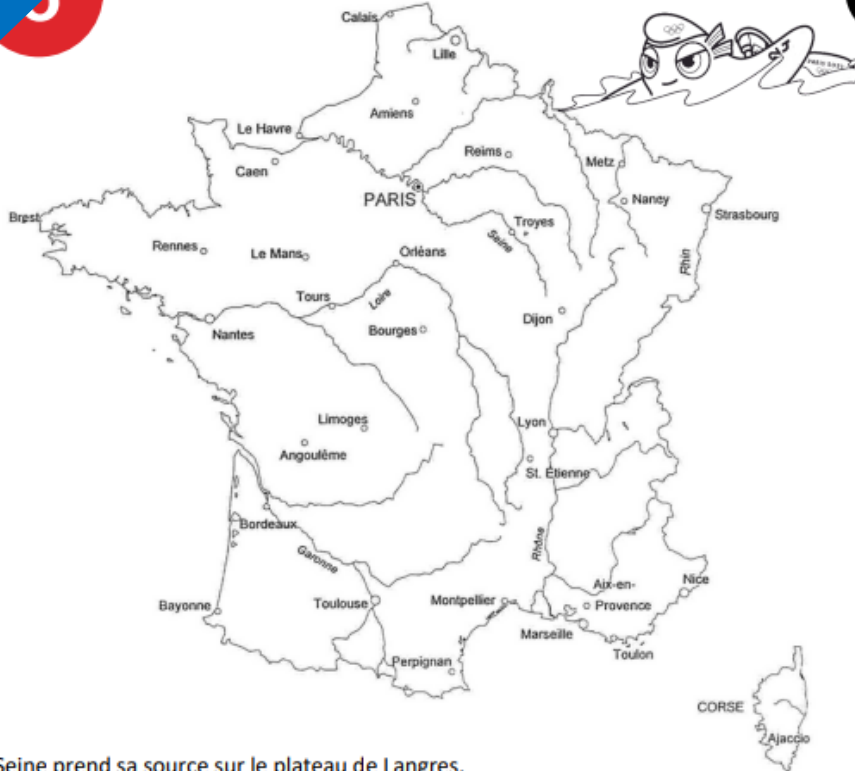 Calais
Lille
Amiens
Le Havre
Caen
Reims
Metz
PARIS
Nancy
Brest
Troyes
Strasbourg
Seine
Rennes
Le Mans
Orléans
Rhin
Tours
Loire
Dijon
Nantes
Bourges
Limoges
Lyon
Angoulême
St. Étienne
Bordeaux
Rhône
Garonne
Aix-en-
Provence
Nice
Bayonne
Toulouse
Montpellier
Marseille
Toulon
Perpignan
CORSE
Ajaccio
Seine prend sa source sur le plateau de Langres.